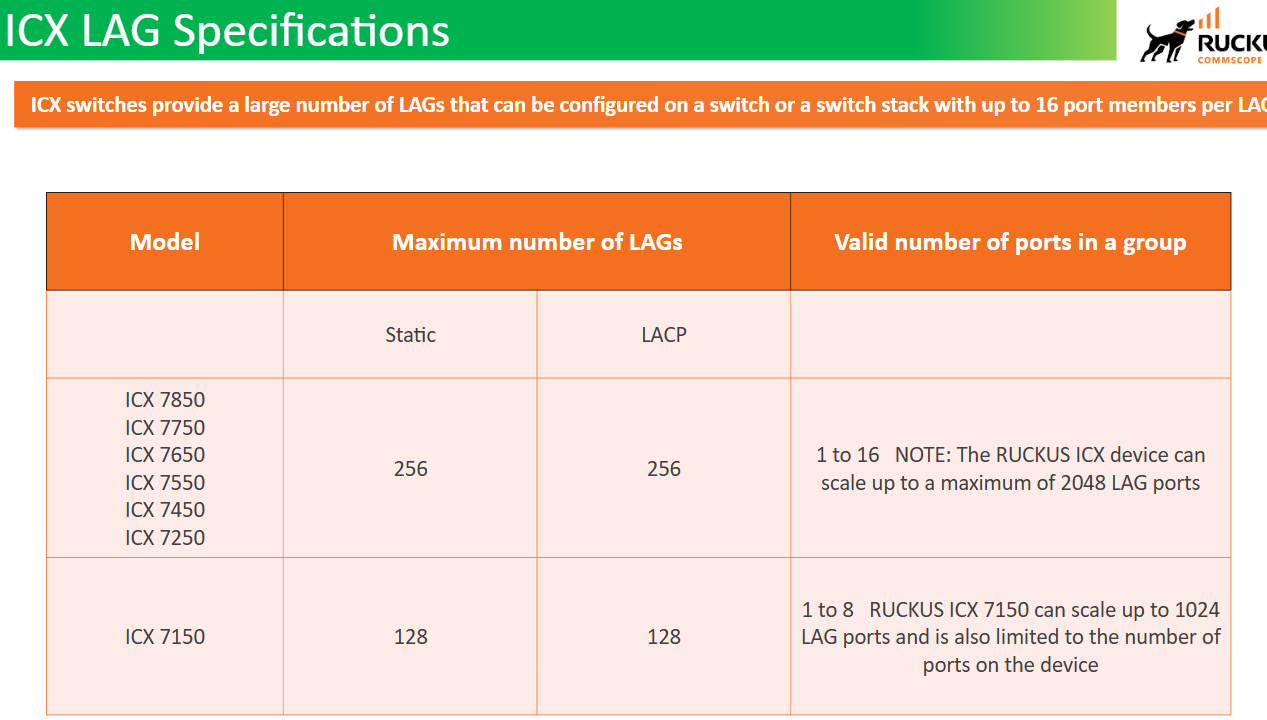 ICX LAG Specifications
RUCKU
COMMSCOPE
ICX switches provide a large number of LAGs that can be configured on a switch or a switch stack with up to 16 port members per LAG
Model
Maximum number of LAGs
Valid number of ports in a group
Static
LACP
ICX 7850
ICX 7750
ICX 7650
ICX 7550
ICX 7450
ICX 7250
256
256
1 to 16 NOTE: The RUCKUS ICX device can
scale up to a maximum of 2048 LAG ports
ICX 7150
128
128
1 to 8 RUCKUS ICX 7150 can scale up to 1024
LAG ports and is also limited to the number of
ports on the device